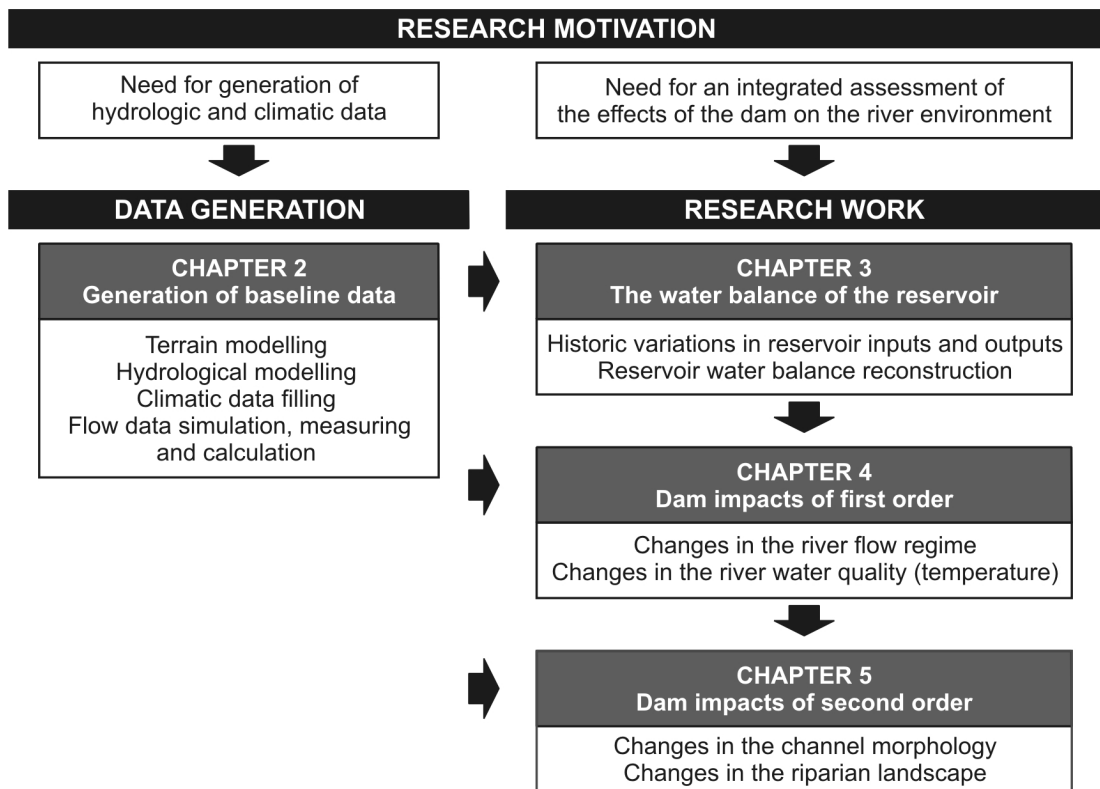 RESEARCH MOTIVATION
Need for generation of
hydrologic and climatic data
Need for an integrated assessment of
the effects of the dam on the river environment
DATA GENERATION
CHAPTER 2
Generation of baseline data
Terrain modelling
Hydrological modelling
Climatic data filling
Flow data simulation, measuring
and calculation
RESEARCH WORK
CHAPTER 3
The water balance of the reservoir
Historic variations in reservoir inputs and outputs
Reservoir water balance reconstruction
CHAPTER 4
Dam impacts of first order
Changes in the river flow regime
Changes in the river water quality (temperature)
CHAPTER 5
Dam impacts of second order
Changes in the channel morphology
Changes in the riparian landscape